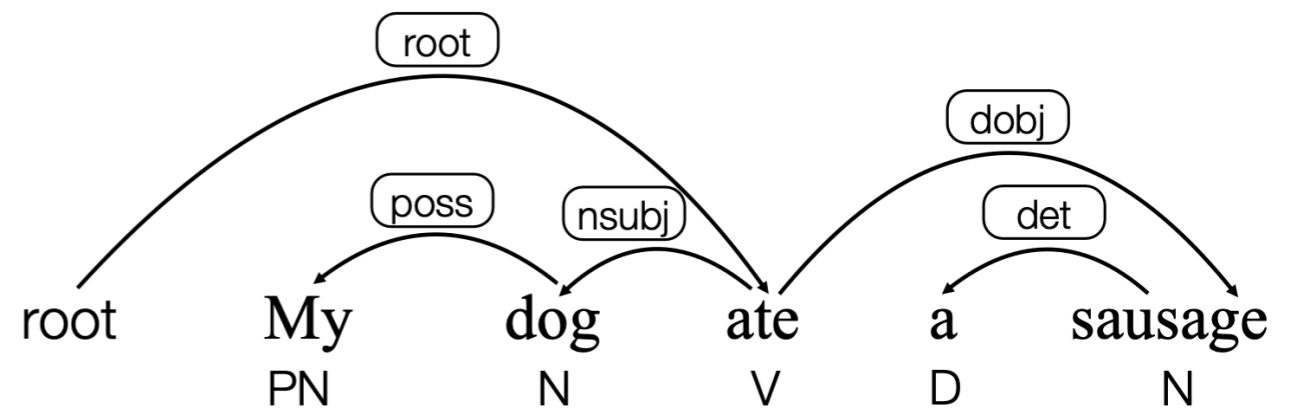 root
dobj
poss nsubj det
root My dog ate a sausage
PN N V D N